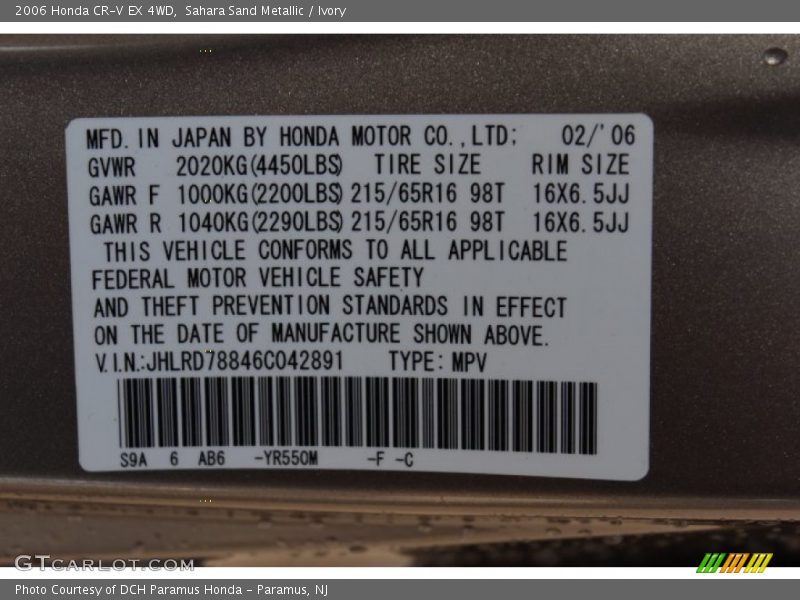 2006 Honda CR-V EX 4WD, Sahara Sand Metallic / Ivory
MFD. IN JAPAN BY HONDA MOTOR CO.,LTD; 02/'06
GVWR 2020KG(4450LBS) TIRE SIZE RIM SIZE
GAWR F 1000KG(2200LBS) 215/65R16 98T 16X6.5JJ
GAWR R 1040KG(2290LBS) 215/65R16 98T 16X6.5JJ
THIS VEHICLE CONFORMS TO ALL APPLICABLE
FEDERAL MOTOR VEHICLE SAFETY
AND THEFT PREVENTION STANDARDS IN EFFECT
ON THE DATE OF MANUFACTURE SHOWN ABOVE.
V.I.N.:JHLRD78846C042891 TYPE: MPV
S9A 6 AB6 -YR550M -F -C
GTCARLOT.COM
Photo Courtesy of DCH Paramus Honda - Paramus, NJ